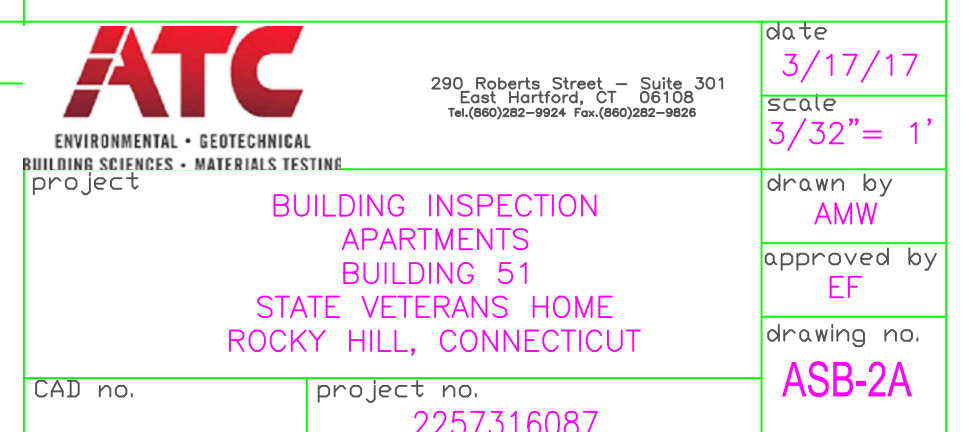 ATC
ENVIRONMENTAL • GEOTECHNICAL
BUILDING SCIENCES • MATERIALS TESTING
290 Roberts Street – Suite 301
East Hartford, CT 06108
Tel.(860)282–9924 Fax.(860)282–9826
date
3/17/17
scale
3/32"= 1'
project
BUILDING INSPECTION
APARTMENTS
BUILDING 51
STATE VETERANS HOME
ROCKY HILL, CONNECTICUT
drawn by
AMW
approved by
EF
drawing no.
ASB-2A
CAD no.
project no.
2257316087